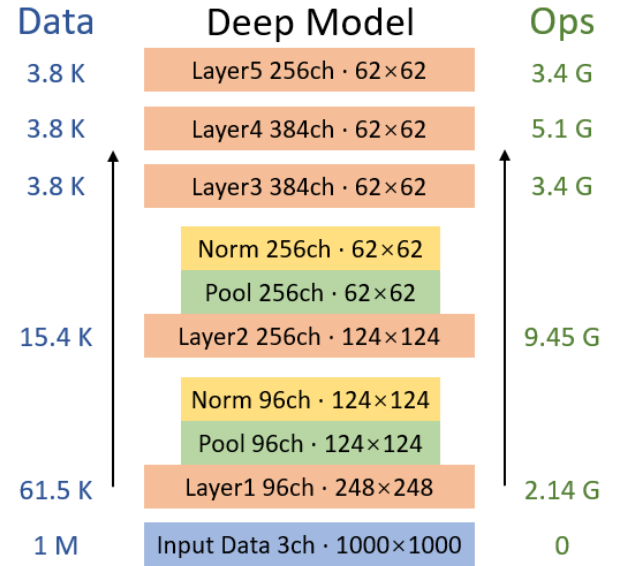 Data Deep Model Ops
3.8 K Layer5 256ch · 62×62 3.4 G
3.8 K Layer4 384ch · 62×62 5.1 G
3.8 K Layer3 384ch · 62×62 3.4 G
Norm 256ch · 62×62
Pool 256ch · 62×62
15.4 K Layer2 256ch · 124×124 9.45 G
Norm 96ch · 124×124
Pool 96ch · 124×124
61.5 K Layer1 96ch · 248×248 2.14 G
1 M Input Data 3ch · 1000×1000 0